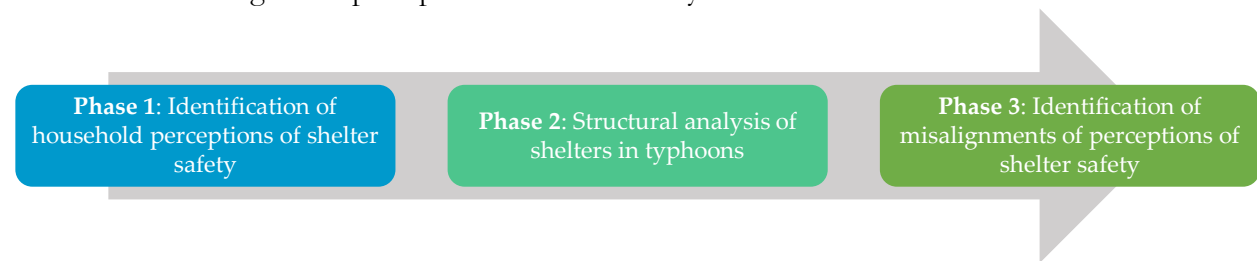 Phase 1: Identification of
household perceptions of shelter
safety
Phase 2: Structural analysis of
shelters in typhoons
Phase 3: Identification of
misalignments of perceptions of
shelter safety